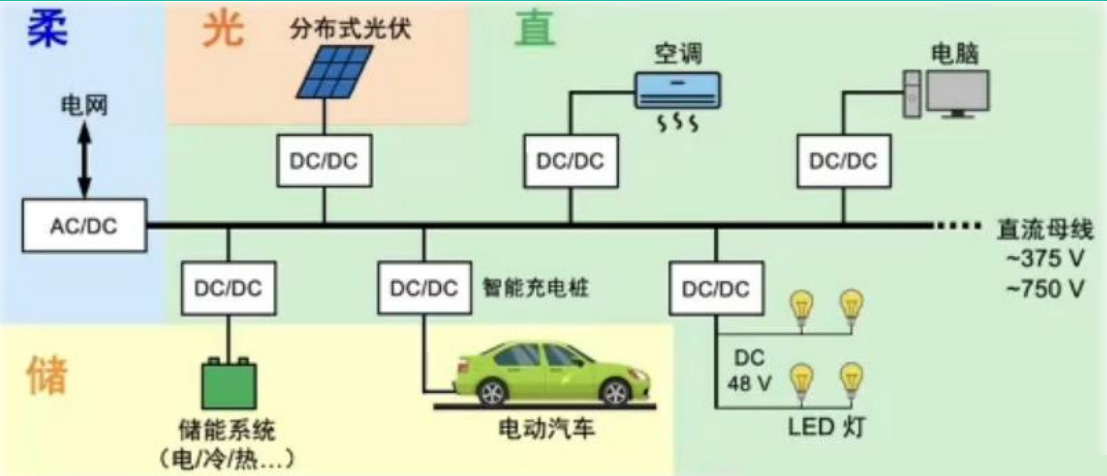 柔
光
分布式光伏
直
空调
电脑
电网
DC/DC
DC/DC
DC/DC
AC/DC
直流母线
~375 V
~750 V
DC/DC
DC/DC
智能充电桩
DC/DC
储
DC
48 V
储能系统
（电/冷/热...）
电动汽车
LED 灯